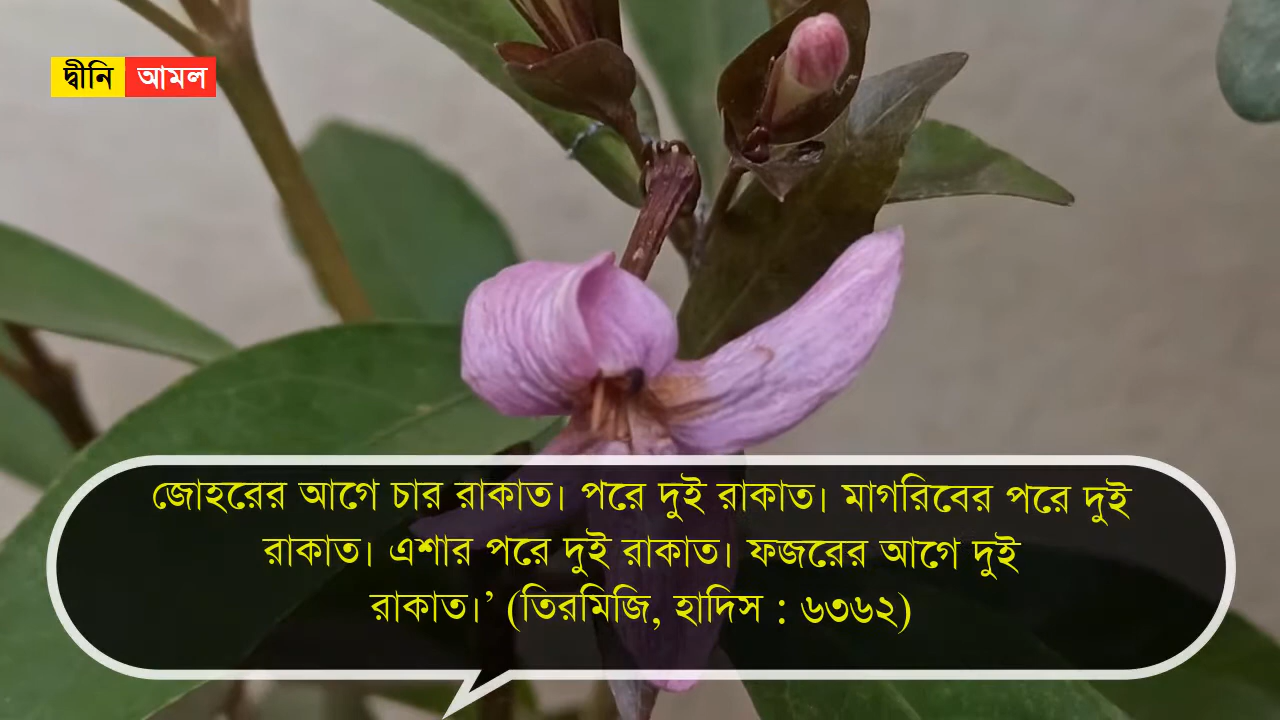 দ্বীনি আমল
জোহরের আগে চার রাকাত। পরে দুই রাকাত। মাগরিবের পরে দুই
রাকাত। এশার পরে দুই রাকাত। ফজরের আগে দুই
রাকাত।’ (তিরমিজি, হাদিস : ৬৩৬২)